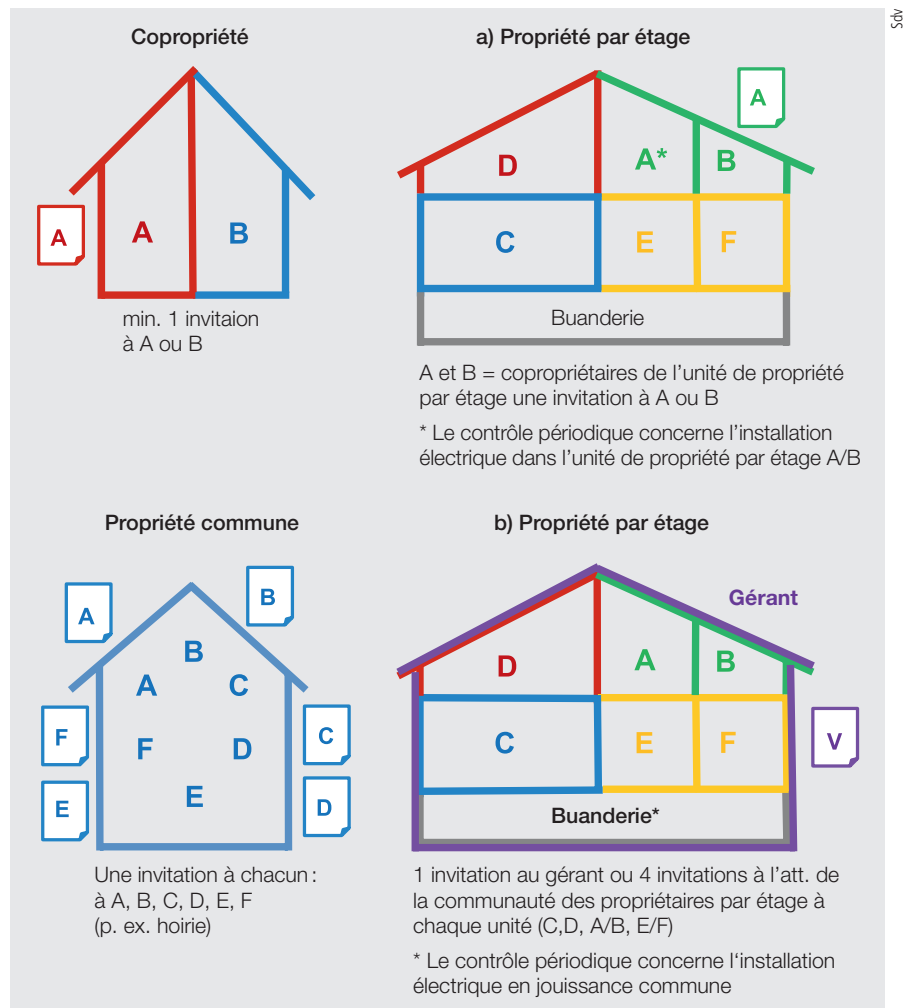 Sdv
Copropriété
A
A
B
min. 1 invitaion
à A ou B
a) Propriété par étage
A
D
A*
B
C
E
F
Buanderie
A et B = copropriétaires de l’unité de propriété
par étage une invitation à A ou B
* Le contrôle périodique concerne l’installation
électrique dans l’unité de propriété par étage A/B
Propriété commune
A
B
B
A
C
F
F
D
C
E
E
D
Une invitation à chacun :
à A, B, C, D, E, F
(p. ex. hoirie)
b) Propriété par étage
Gérant
D
A
B
C
E
F
V
Buanderie*
1 invitation au gérant ou 4 invitations à l’att. de
la communauté des propriétaires par étage à
chaque unité (C,D, A/B, E/F)
* Le contrôle périodique concerne l‘installation
électrique en jouissance commune